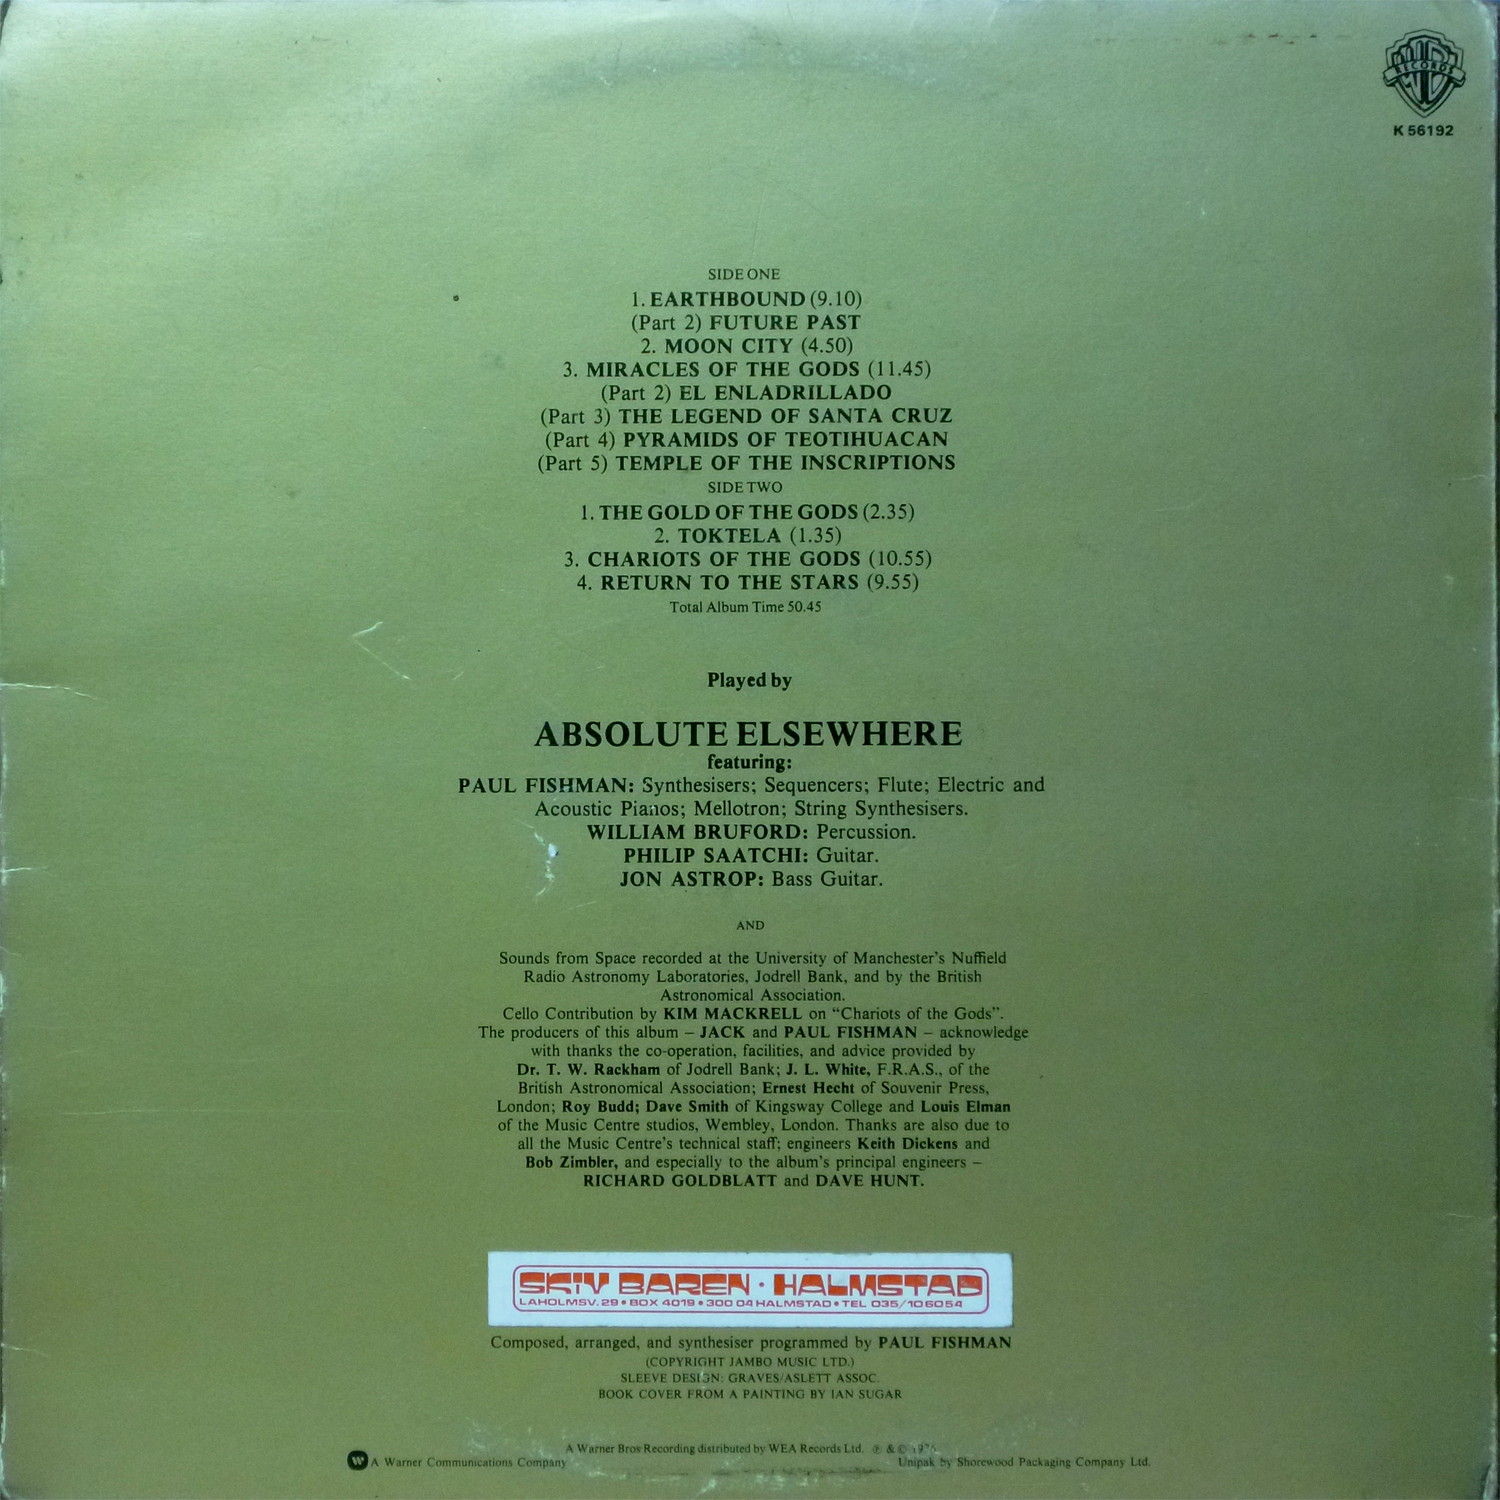 RECORDS
K 56192
SIDE ONE
1. EARTHBOUND (9.10)
(Part 2) FUTURE PAST
2. MOON CITY (4.50)
3. MIRACLES OF THE GODS (11.45)
(Part 2) EL ENLADRILLADO
(Part 3) THE LEGEND OF SANTA CRUZ
(Part 4) PYRAMIDS OF TEOTIHUACAN
(Part 5) TEMPLE OF THE INSCRIPTIONS
SIDE TWO
1. THE GOLD OF THE GODS (2.35)
2. TOKTELA (1.35)
3. CHARIOTS OF THE GODS (10.55)
4. RETURN TO THE STARS (9.55)
Total Album Time 50.45
Played by
ABSOLUTE ELSEWHERE
featuring:
PAUL FISHMAN: Synthesisers; Sequencers; Flute; Electric and
Acoustic Pianos; Mellotron; String Synthesisers.
WILLIAM BRUFORD: Percussion.
PHILIP SAATCHI: Guitar.
JON ASTROP: Bass Guitar.
AND
Sounds from Space recorded at the University of Manchester's Nuffield
Radio Astronomy Laboratories, Jodrell Bank, and by the British
Astronomical Association.
Cello Contribution by KIM MACKRELL on “Chariots of the Gods”.
The producers of this album – JACK and PAUL FISHMAN – acknowledge
with thanks the co-operation, facilities, and advice provided by
Dr. T. W. Rackham of Jodrell Bank; J. L. White, F.R.A.S., of the
British Astronomical Association; Ernest Hecht of Souvenir Press,
London; Roy Budd; Dave Smith of Kingsway College and Louis Elman
of the Music Centre studios, Wembley, London. Thanks are also due to
all the Music Centre's technical staff; engineers Keith Dickens and
Bob Zimbler, and especially to the album's principal engineers –
RICHARD GOLDBLATT and DAVE HUNT.
SKIV BAREN · HALMSTAD
LAHOLMSV. 29 • BOX 4019 • 300 04 HALMSTAD • TEL 035/106054
Composed, arranged, and synthesiser programmed by PAUL FISHMAN
(COPYRIGHT JAMBO MUSIC LTD.)
SLEEVE DESIGN: GRAVES/ASLETT ASSOC.
BOOK COVER FROM A PAINTING BY IAN SUGAR
A Warner Bros Recording distributed by WEA Records Ltd. ℗ & ©
A Warner Communications Company
Unipak by Shorewood Packaging Company Ltd.